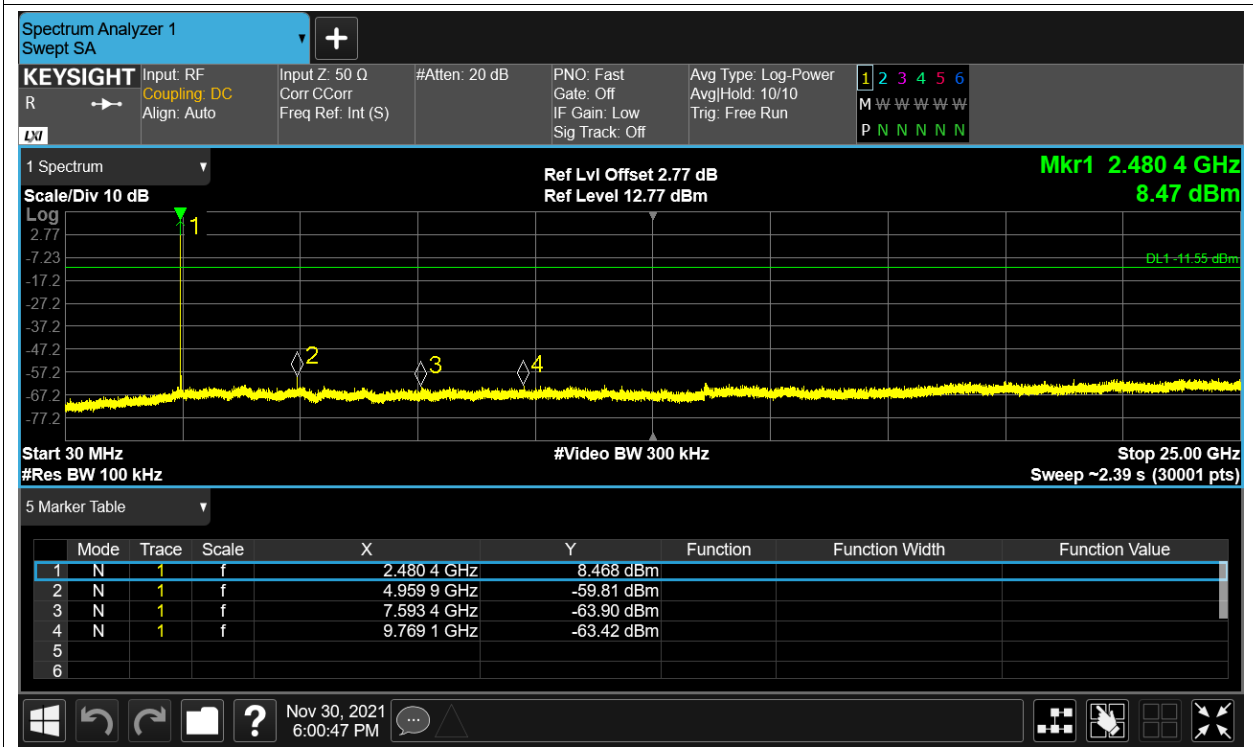 Spectrum Analyzer 1
Swept SA
+
KEYSIGHT
R
LXI
Input: RF
Coupling: DC
Align: Auto
Input Z: 50 Ω
Corr CCorr
Freq Ref: Int (S)
#Atten: 20 dB
PNO: Fast
Gate: Off
IF Gain: Low
Sig Track: Off
Avg Type: Log-Power
Avg|Hold: 10/10
Trig: Free Run
1 2 3 4 5 6
M W W W W W
P N N N N N
1 Spectrum
Scale/Div 10 dB
Ref Lvl Offset 2.77 dB
Ref Level 12.77 dBm
Mkr1 2.480 4 GHz
8.47 dBm
Log
1
2.77
-7.23
DL1 -11.55 dBm
-17.2
-27.2
-37.2
-47.2
2 3 4
-57.2
-67.2
-77.2
Start 30 MHz
#Video BW 300 kHz
Stop 25.00 GHz
#Res BW 100 kHz
Sweep ~2.39 s (30001 pts)
5 Marker Table
Mode Trace Scale X Y Function Function Width Function Value
1 N 1 f 2.480 4 GHz 8.468 dBm
2 N 1 f 4.959 9 GHz -59.81 dBm
3 N 1 f 7.593 4 GHz -63.90 dBm
4 N 1 f 9.769 1 GHz -63.42 dBm
5
6
?
Nov 30, 2021
6:00:47 PM